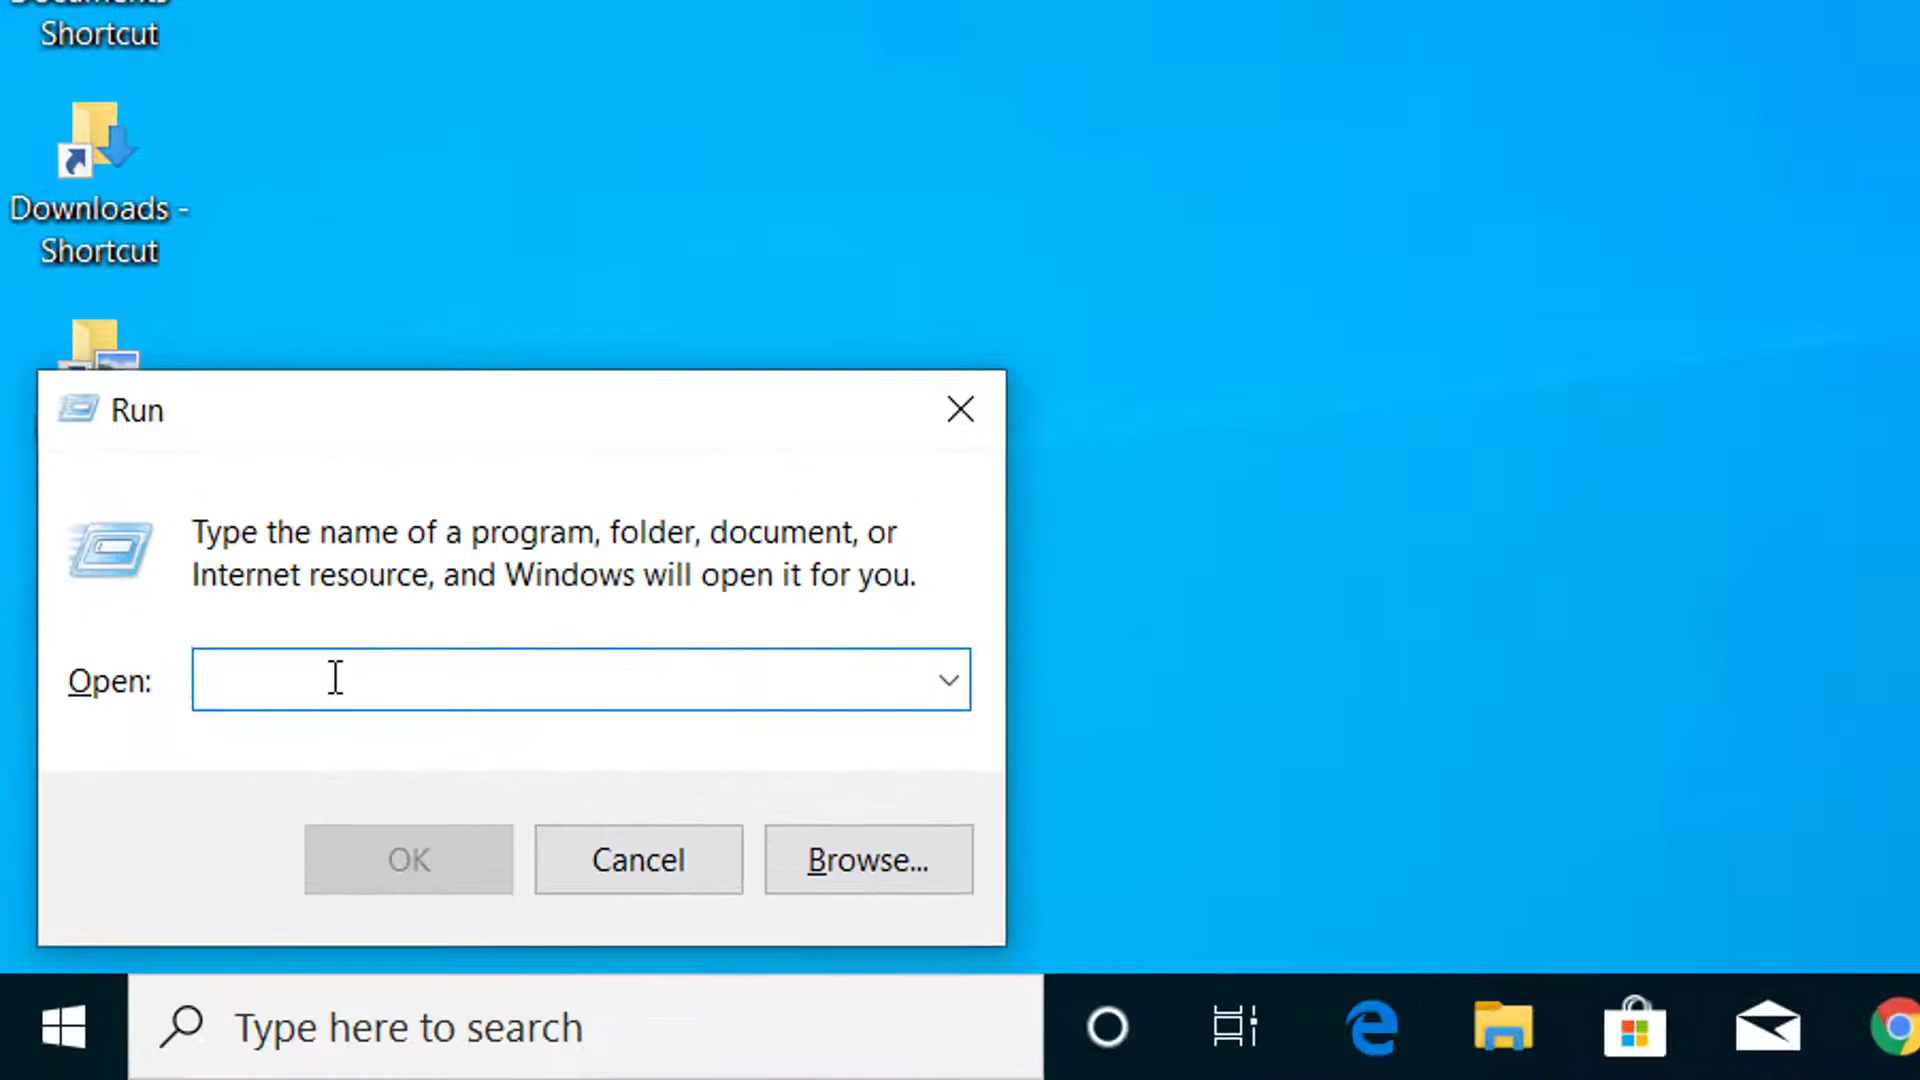 Shortcut
Downloads -
Shortcut
Run
Type the name of a program, folder, document, or
Internet resource, and Windows will open it for you.
Open:
OK
Cancel
Browse...
Type here to search